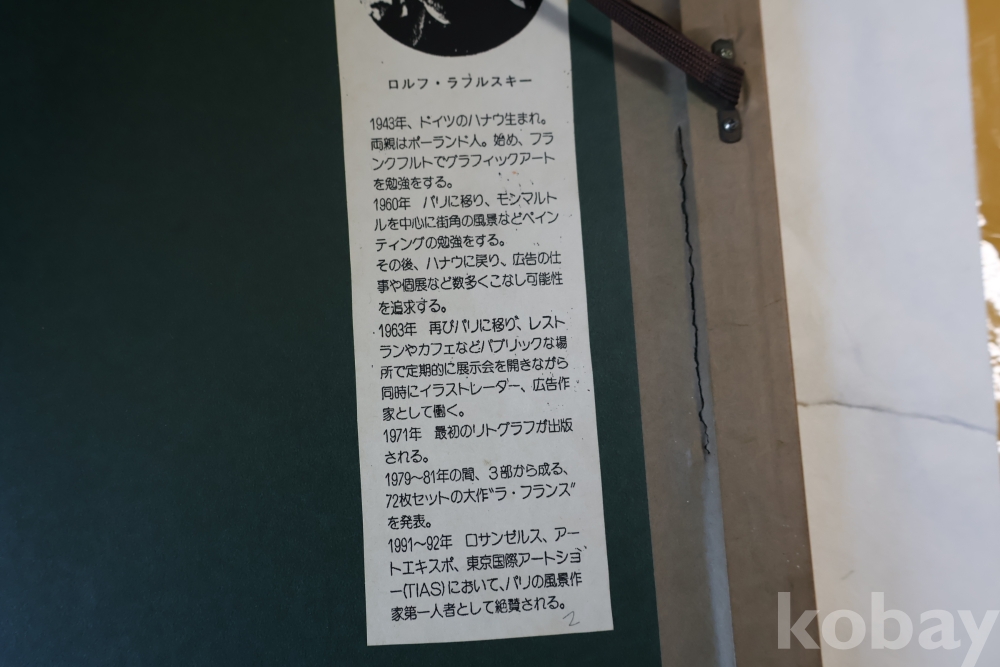 ロルフ・ラフルスキー
1943年、ドイツのハナウ生まれ。
両親はポーランド人。始め、フラ
ンクフルトでグラフィックアート
を勉強をする。
1960年　パリに移り、モンマルト
ルを中心に街角の風景などペイン
ティングの勉強をする。
その後、ハナウに戻り、広告の仕
事や個展など数多くこなし可能性
を追求する。
1963年　再びパリに移り、レスト
ランやカフェなどパブリックな場
所で定期的に展示会を開きながら
同時にイラストレーター、広告作
家として働く。
1971年　最初のリトグラフが出版
される。
1979〜81年の間、3部から成る、
72枚セットの大作“ラ・フランス”
を発表。
1991〜92年　ロサンゼルス、アー
トエキスポ、東京国際アートショ
ー(TIAS)において、パリの風景作
家第一人者として絶賛される。
2
kobay